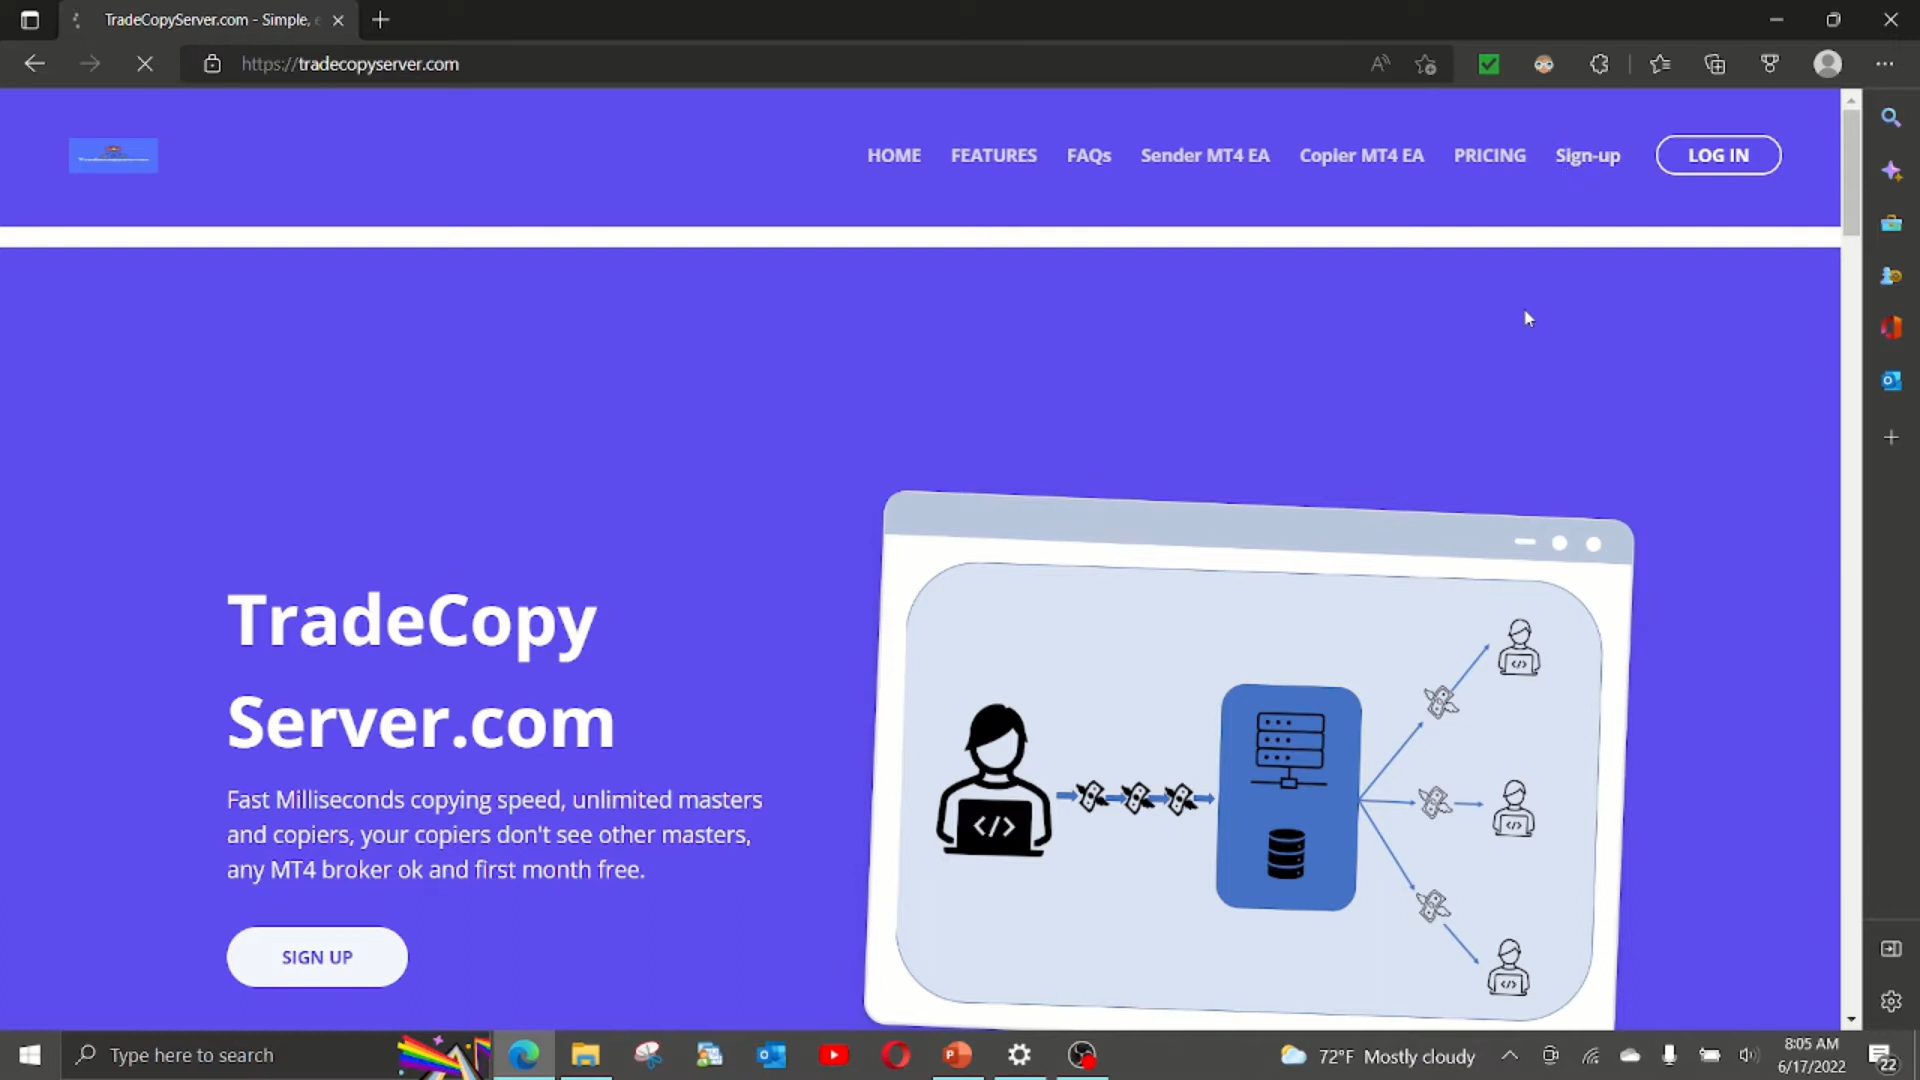 TradeCopyServer.com - Simple, e
https://tradecopyserver.com
HOME
FEATURES
FAQs
Sender MT4 EA
Copier MT4 EA
PRICING
Sign-up
LOG IN
TradeCopy
Server.com
Fast Milliseconds copying speed, unlimited masters
and copiers, your copiers don't see other masters,
any MT4 broker ok and first month free.
SIGN UP
</>
</>
</>
</>
Type here to search
72°F Mostly cloudy
8:05 AM
6/17/2022
22